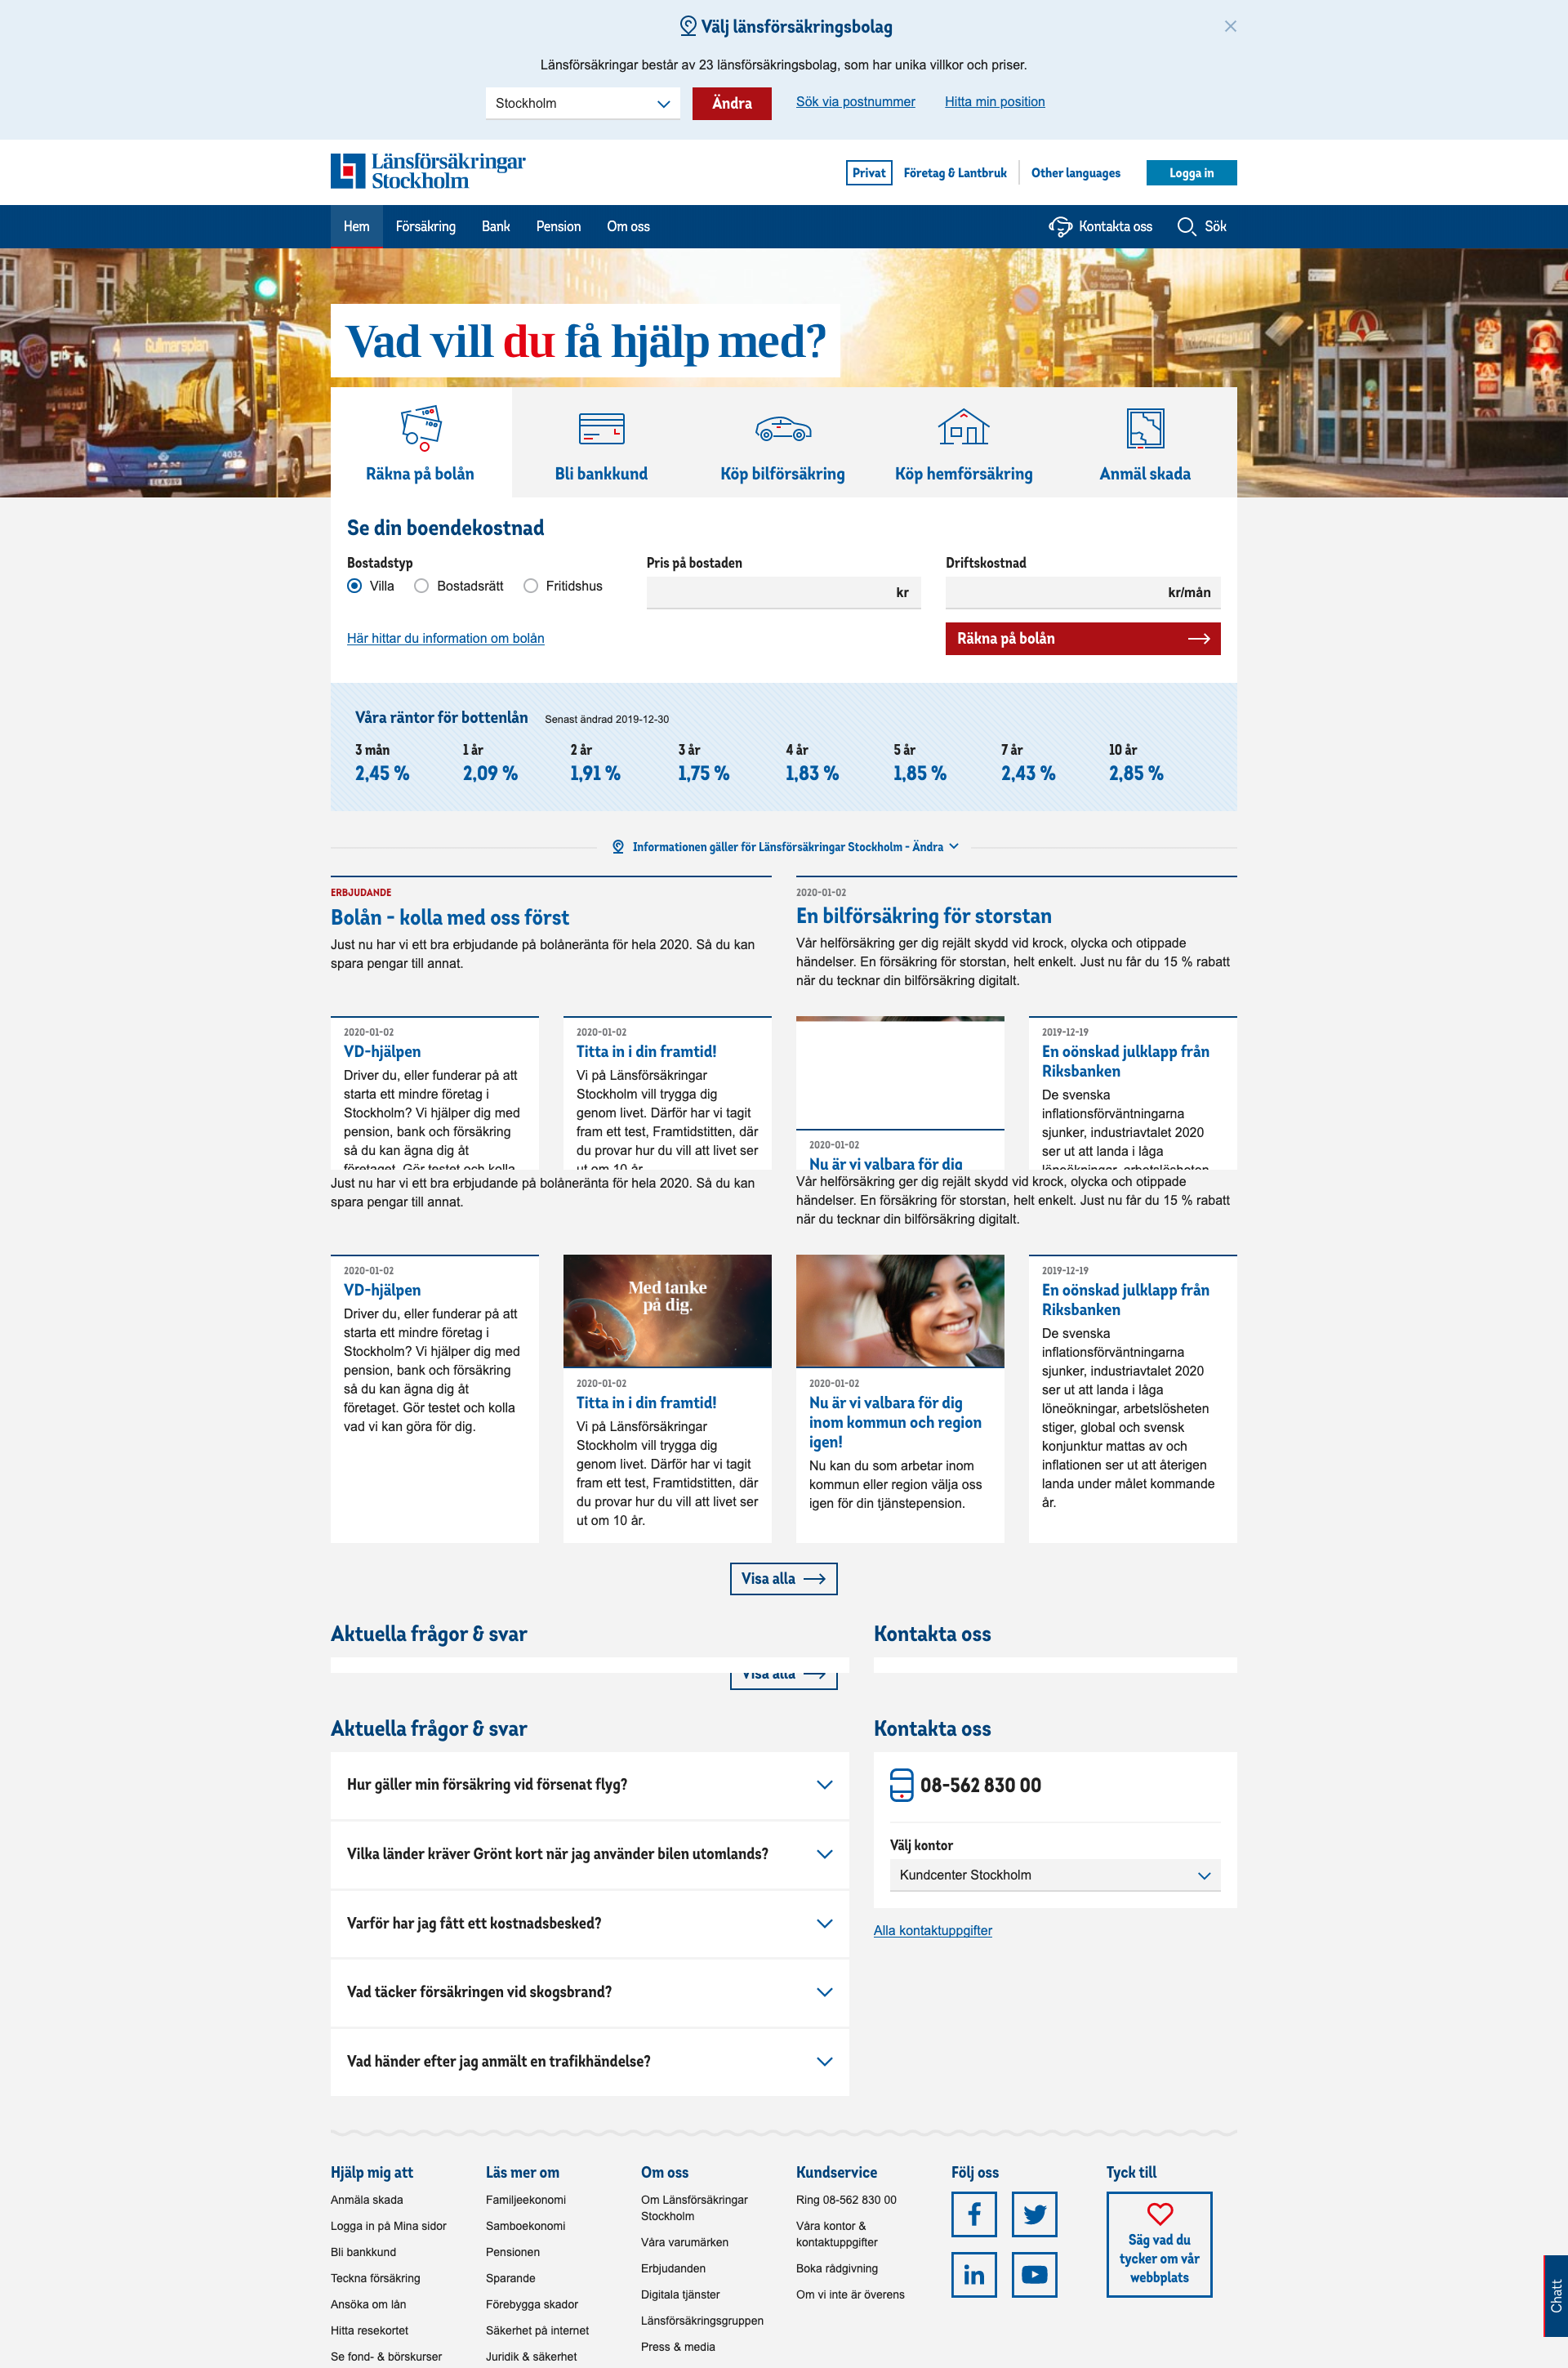 Välj länsförsäkringsbolag
Länsförsäkringar består av 23 länsförsäkringsbolag, som har unika villkor och priser.
Stockholm
Ändra
Sök via postnummer
Hitta min position
Länsförsäkringar
Stockholm
Privat
Företag & Lantbruk
Other languages
Logga in
Hem
Försäkring
Bank
Pension
Om oss
Kontakta oss
Sök
Gullmarsplan
4032
Vad vill du få hjälp med?
Räkna på bolån
Bli bankkund
Köp bilförsäkring
Köp hemförsäkring
Anmäl skada
Se din boendekostnad
Bostadstyp
Villa
Bostadsrätt
Fritidshus
Pris på bostaden
kr
Driftskostnad
kr/mån
Här hittar du information om bolån
Räkna på bolån
Våra räntor för bottenlån
Senast ändrad 2019-12-30
3 mån
2,45 %
1 år
2,09 %
2 år
1,91 %
3 år
1,75 %
4 år
1,83 %
5 år
1,85 %
7 år
2,43 %
10 år
2,85 %
Informationen gäller för Länsförsäkringar Stockholm - Ändra
ERBJUDANDE
Bolån - kolla med oss först
Just nu har vi ett bra erbjudande på bolåneränta för hela 2020. Så du kan
spara pengar till annat.
2020-01-02
En bilförsäkring för storstan
Vår helförsäkring ger dig rejält skydd vid krock, olycka och otippade
händelser. En försäkring för storstan, helt enkelt. Just nu får du 15 % rabatt
när du tecknar din bilförsäkring digitalt.
2020-01-02
VD-hjälpen
Driver du, eller funderar på att
starta ett mindre företag i
Stockholm? Vi hjälper dig med
pension, bank och försäkring
så du kan ägna dig åt
företaget. Gör testet och kolla
2020-01-02
Titta in i din framtid!
Vi på Länsförsäkringar
Stockholm vill trygga dig
genom livet. Därför har vi tagit
fram ett test, Framtidstitten, där
du provar hur du vill att livet ser
ut om 10 år.
2020-01-02
Nu är vi valbara för dig
2019-12-19
En oönskad julklapp från
Riksbanken
De svenska
inflationsförväntningarna
sjunker, industriavtalet 2020
ser ut att landa i låga
löneökningar, arbetslösheten
Just nu har vi ett bra erbjudande på bolåneränta för hela 2020. Så du kan
spara pengar till annat.
Vår helförsäkring ger dig rejält skydd vid krock, olycka och otippade
händelser. En försäkring för storstan, helt enkelt. Just nu får du 15 % rabatt
när du tecknar din bilförsäkring digitalt.
2020-01-02
VD-hjälpen
Driver du, eller funderar på att
starta ett mindre företag i
Stockholm? Vi hjälper dig med
pension, bank och försäkring
så du kan ägna dig åt
företaget. Gör testet och kolla
vad vi kan göra för dig.
Med tanke
på dig.
2020-01-02
Titta in i din framtid!
Vi på Länsförsäkringar
Stockholm vill trygga dig
genom livet. Därför har vi tagit
fram ett test, Framtidstitten, där
du provar hur du vill att livet ser
ut om 10 år.
2020-01-02
Nu är vi valbara för dig
inom kommun och region
igen!
Nu kan du som arbetar inom
kommun eller region välja oss
igen för din tjänstepension.
2019-12-19
En oönskad julklapp från
Riksbanken
De svenska
inflationsförväntningarna
sjunker, industriavtalet 2020
ser ut att landa i låga
löneökningar, arbetslösheten
stiger, global och svensk
konjunktur mattas av och
inflationen ser ut att återigen
landa under målet kommande
år.
Visa alla
Aktuella frågor & svar
Kontakta oss
Visa alla
Aktuella frågor & svar
Hur gäller min försäkring vid försenat flyg?
Vilka länder kräver Grönt kort när jag använder bilen utomlands?
Varför har jag fått ett kostnadsbesked?
Vad täcker försäkringen vid skogsbrand?
Vad händer efter jag anmält en trafikhändelse?
Kontakta oss
08-562 830 00
Välj kontor
Kundcenter Stockholm
Alla kontaktuppgifter
Hjälp mig att
Anmäla skada
Logga in på Mina sidor
Bli bankkund
Teckna försäkring
Ansöka om lån
Hitta resekortet
Se fond- & börskurser
Läs mer om
Familjeekonomi
Samboekonomi
Pensionen
Sparande
Förebygga skador
Säkerhet på internet
Juridik & säkerhet
Om oss
Om Länsförsäkringar
Stockholm
Våra varumärken
Erbjudanden
Digitala tjänster
Länsförsäkringsgruppen
Press & media
Kundservice
Ring 08-562 830 00
Våra kontor &
kontaktuppgifter
Boka rådgivning
Om vi inte är överens
Följ oss
Tyck till
Säg vad du
tycker om vår
webbplats
Chatt